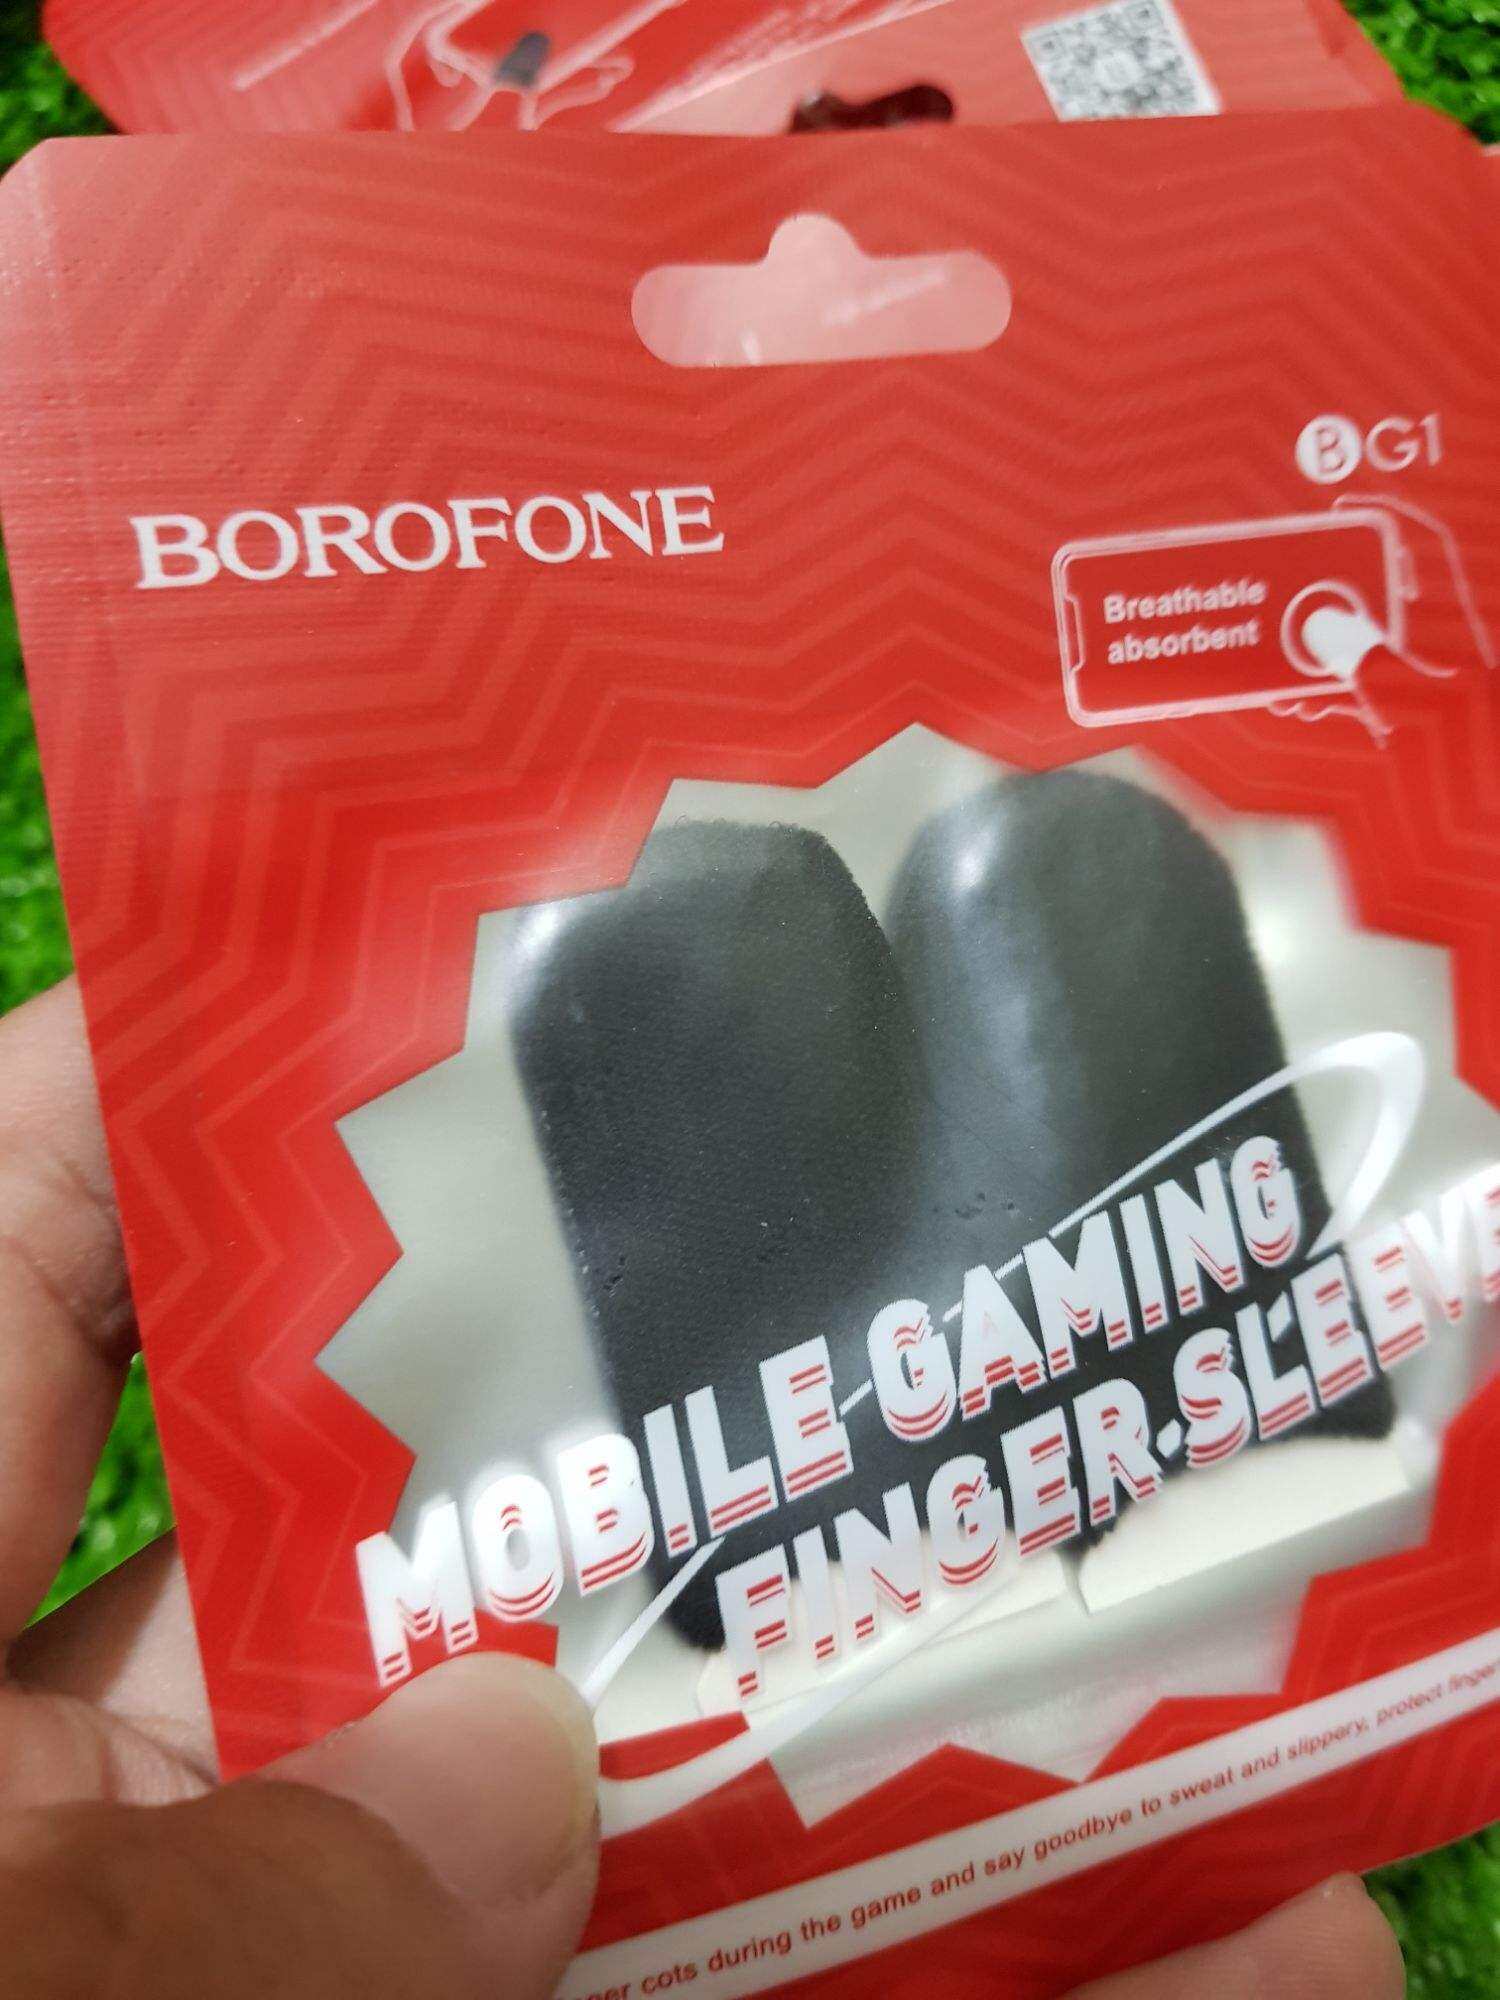 BOROFONE
BG1
Breathable
absorbent
MOBILE GAMING
FINGER-SLEEVE
cots during the game and say goodbye to sweat and slippery, protect finger